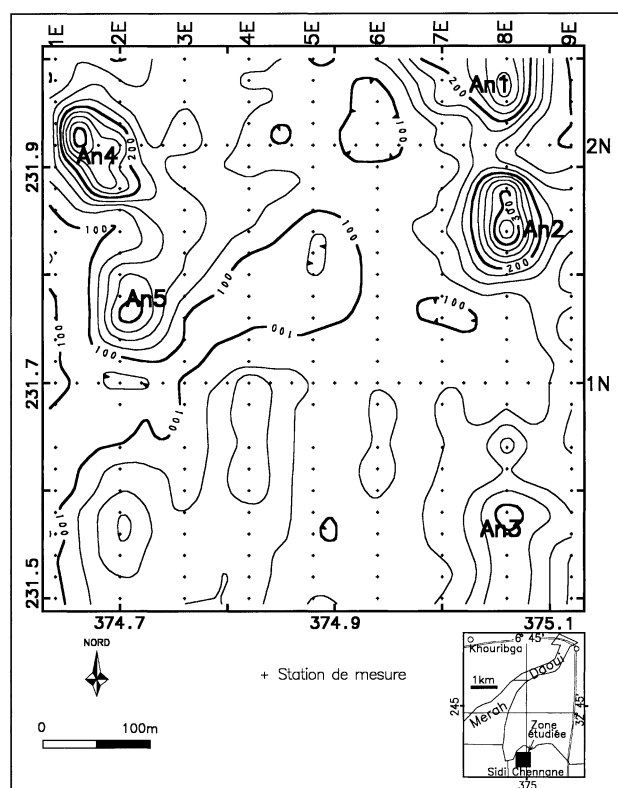 1E 2E 3E 4E 5E 6E 7E 8E 9E
An1
200
An4
200
100
2N
231.9
300
An2
200
100
100
An5
100
100
100
100
231.7
1N
100
100
An3
231.5
374.7 374.9 375.1
NORD
+ Station de mesure
0 100m
6° 45'
Khouribga
Daoui
1km
245
Merah
32° 45'
Zone
étudiée
Sidi Chennane
375